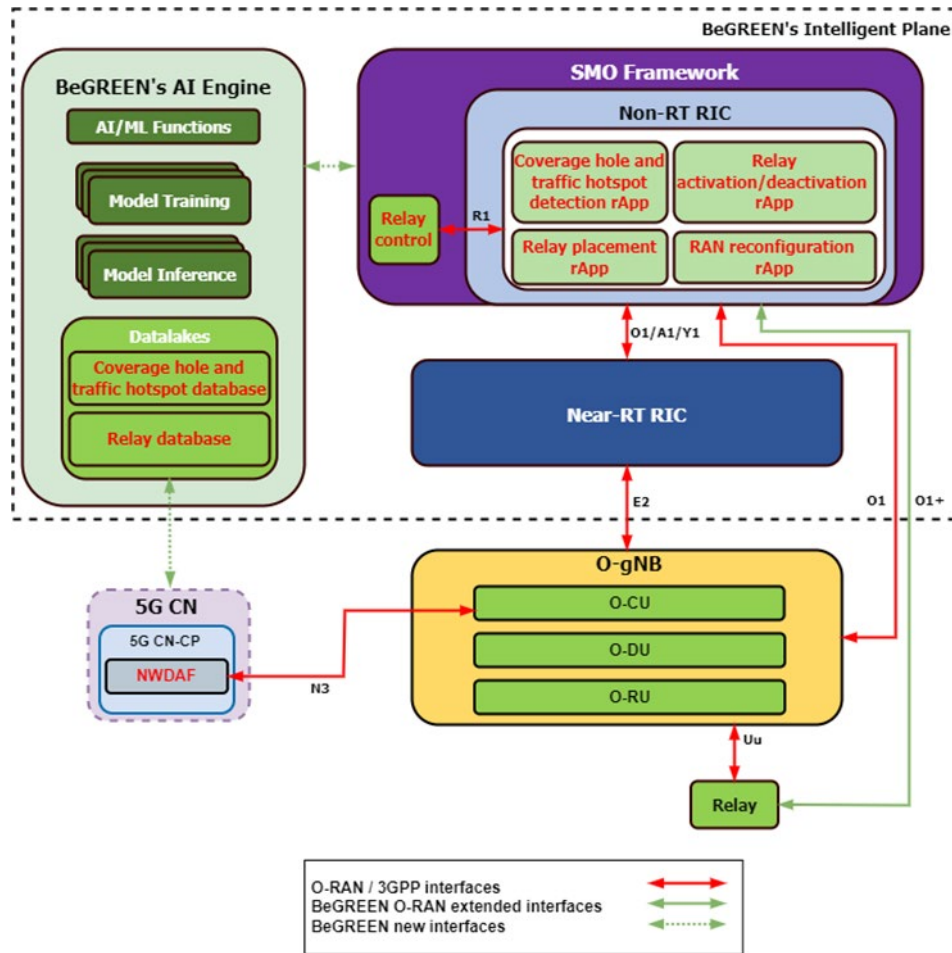 BeGREEN's Intelligent Plane
BeGREEN's AI Engine
AI/ML Functions
Model Training
Model Inference
Datalakes
Coverage hole and
traffic hotspot database
Relay database
SMO Framework
Non-RT RIC
Relay
control
R1
Coverage hole and
traffic hotspot
detection rApp
Relay
activation/deactivation
rApp
Relay placement
rApp
RAN reconfiguration
rApp
O1/A1/Y1
Near-RT RIC
E2
O1
O1+
O-gNB
O-CU
O-DU
O-RU
5G CN
5G CN-CP
NWDAF
N3
Uu
Relay
O-RAN / 3GPP interfaces
BeGREEN O-RAN extended interfaces
BeGREEN new interfaces